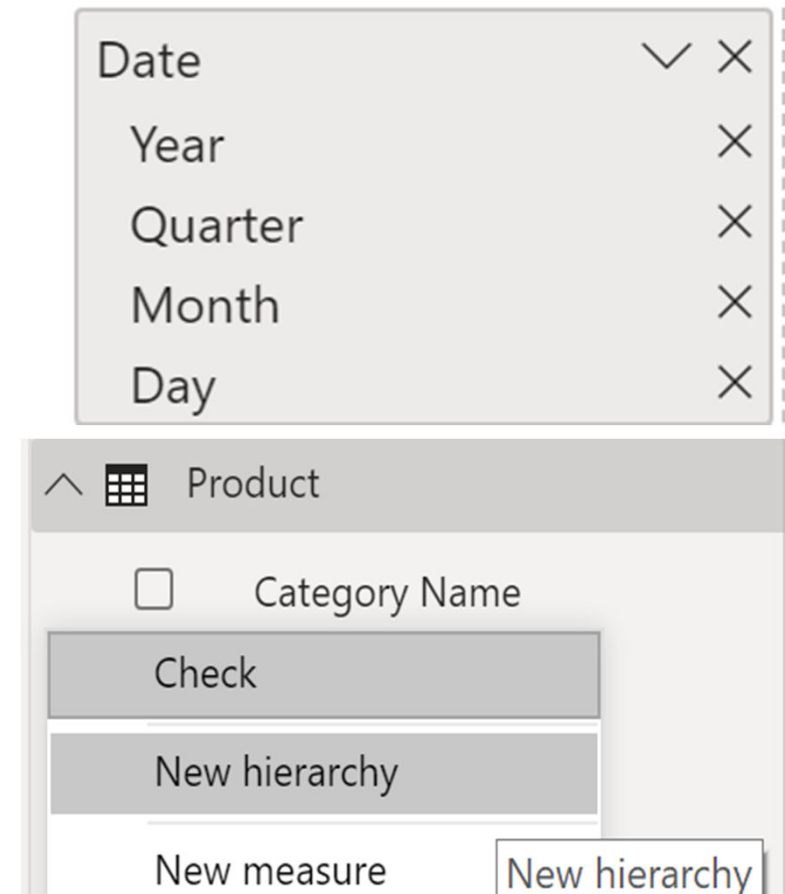 Date
Year
Quarter
Month
Day
Product
Category Name
Check
New hierarchy
New measure
New hierarchy